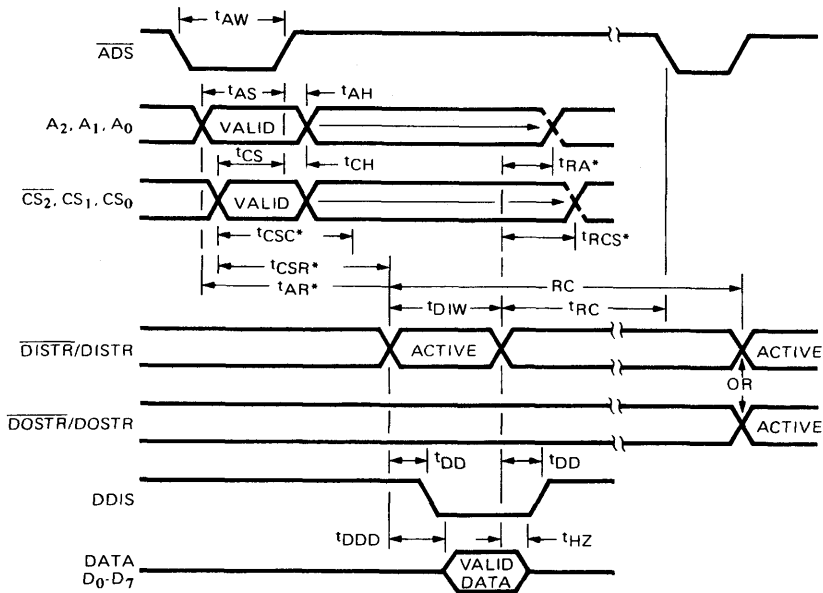 tAW
ADS
tAS tAH
A2, A1, A0 VALID
tCS tCH tRA*
CS2, CS1, CS0 VALID
tCSC* tRCS*
tCSR*
tAR* RC
tDIW tRC
DISTR/DISTR ACTIVE ACTIVE
OR
DOSTR/DOSTR ACTIVE
tDD tDD
DDIS
tDDD tHZ
DATA VALID
D0-D7 DATA